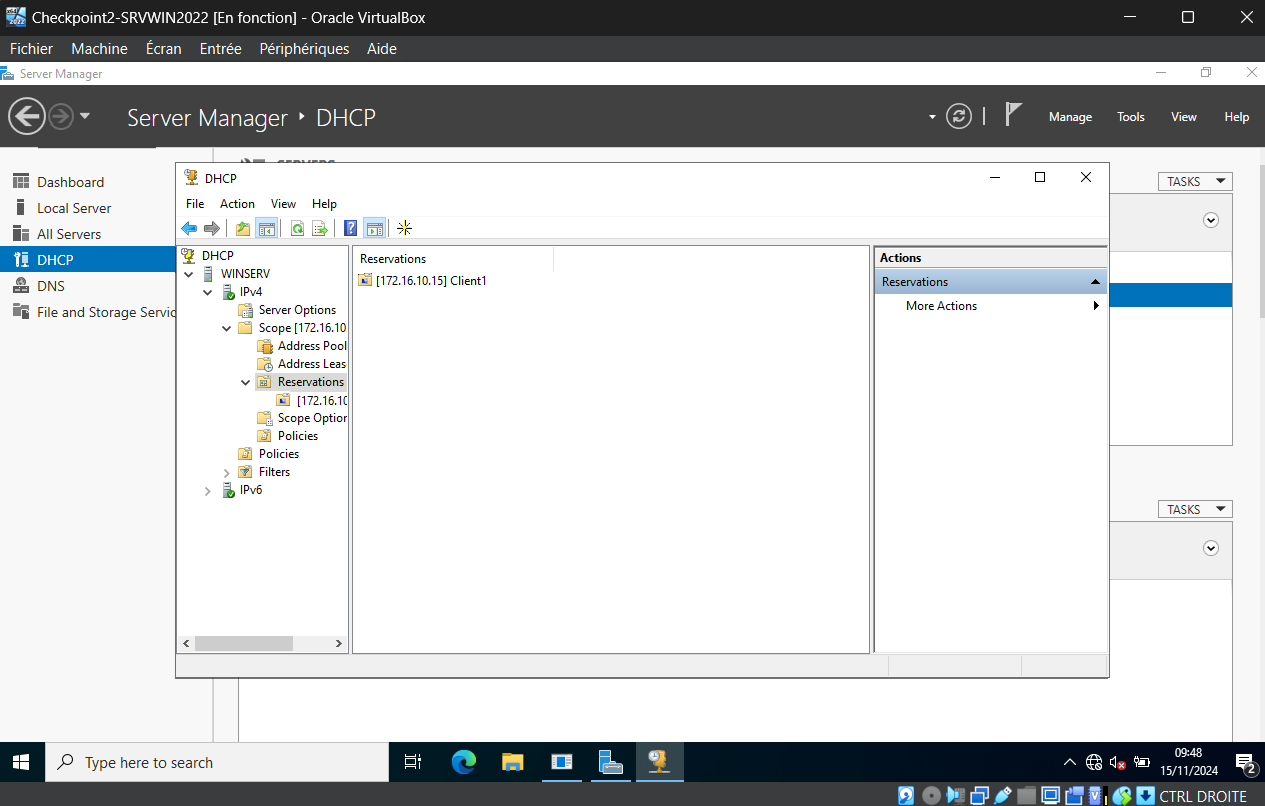 Checkpoint2-SRVWIN2022 [En fonction] - Oracle VirtualBox
Fichier Machine Écran Entrée Périphériques Aide
Server Manager
Server Manager DHCP
Manage Tools View Help
Dashboard
Local Server
All Servers
DHCP
DNS
File and Storage Servic
TASKS
TASKS
DHCP
File Action View Help
DHCP
WINSERV
IPv4
Server Options
Scope [172.16.10
Address Pool
Address Leas
Reservations
[172.16.10
Scope Option
Policies
Policies
Filters
IPv6
Reservations
[172.16.10.15] Client1
Actions
Reservations
More Actions
Type here to search
09:48
15/11/2024
2
CTRL DROITE